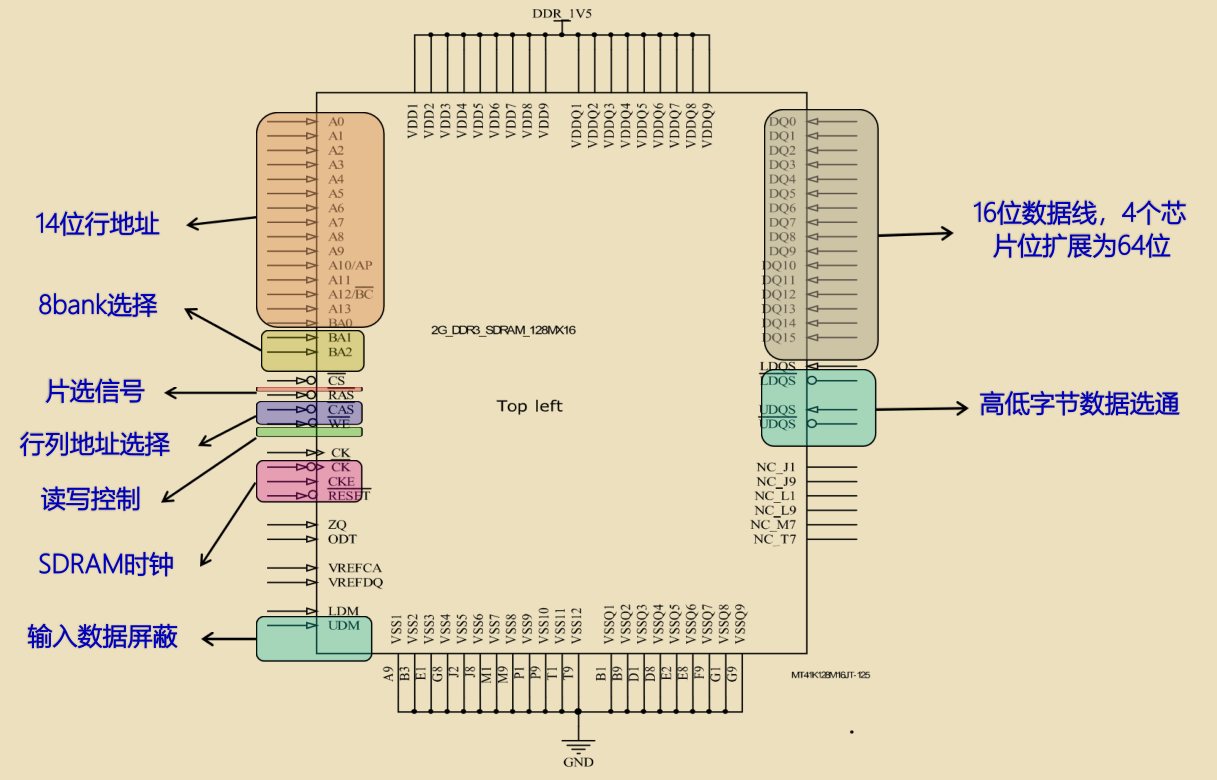 DDR_1V5
VDD1
VDD2
VDD3
VDD4
VDD5
VDD6
VDD7
VDD8
VDD9
VDDQ1
VDDQ2
VDDQ3
VDDQ4
VDDQ5
VDDQ6
VDDQ7
VDDQ8
VDDQ9
14位行地址
8bank选择
片选信号
行列地址选择
读写控制
SDRAM时钟
输入数据屏蔽
A0
A1
A2
A3
A4
A5
A6
A7
A8
A9
A10/AP
A11
A12/BC
A13
BA0
BA1
BA2
CS
RAS
CAS
WE
CK
CK
CKE
RESET
ZQ
ODT
VREFCA
VREFDQ
LDM
UDM
2G_DDR3_SDRAM_128MX16
Top left
DQ0
DQ1
DQ2
DQ3
DQ4
DQ5
DQ6
DQ7
DQ8
DQ9
DQ10
DQ11
DQ12
DQ13
DQ14
DQ15
LDQS
LDQS
UDQS
UDQS
NC_J1
NC_J9
NC_L1
NC_L9
NC_M7
NC_T7
16位数据线，4个芯
片位扩展为64位
高低字节数据选通
VSS1
VSS2
VSS3
VSS4
VSS5
VSS6
VSS7
VSS8
VSS9
VSS10
VSS11
VSS12
VSSQ1
VSSQ2
VSSQ3
VSSQ4
VSSQ5
VSSQ6
VSSQ7
VSSQ8
VSSQ9
A9
B3
E1
G8
J2
J8
M1
M9
P1
P9
T1
T9
B1
B9
D1
D8
E2
E8
F9
G1
G9
MT41K128M16JT-125
GND